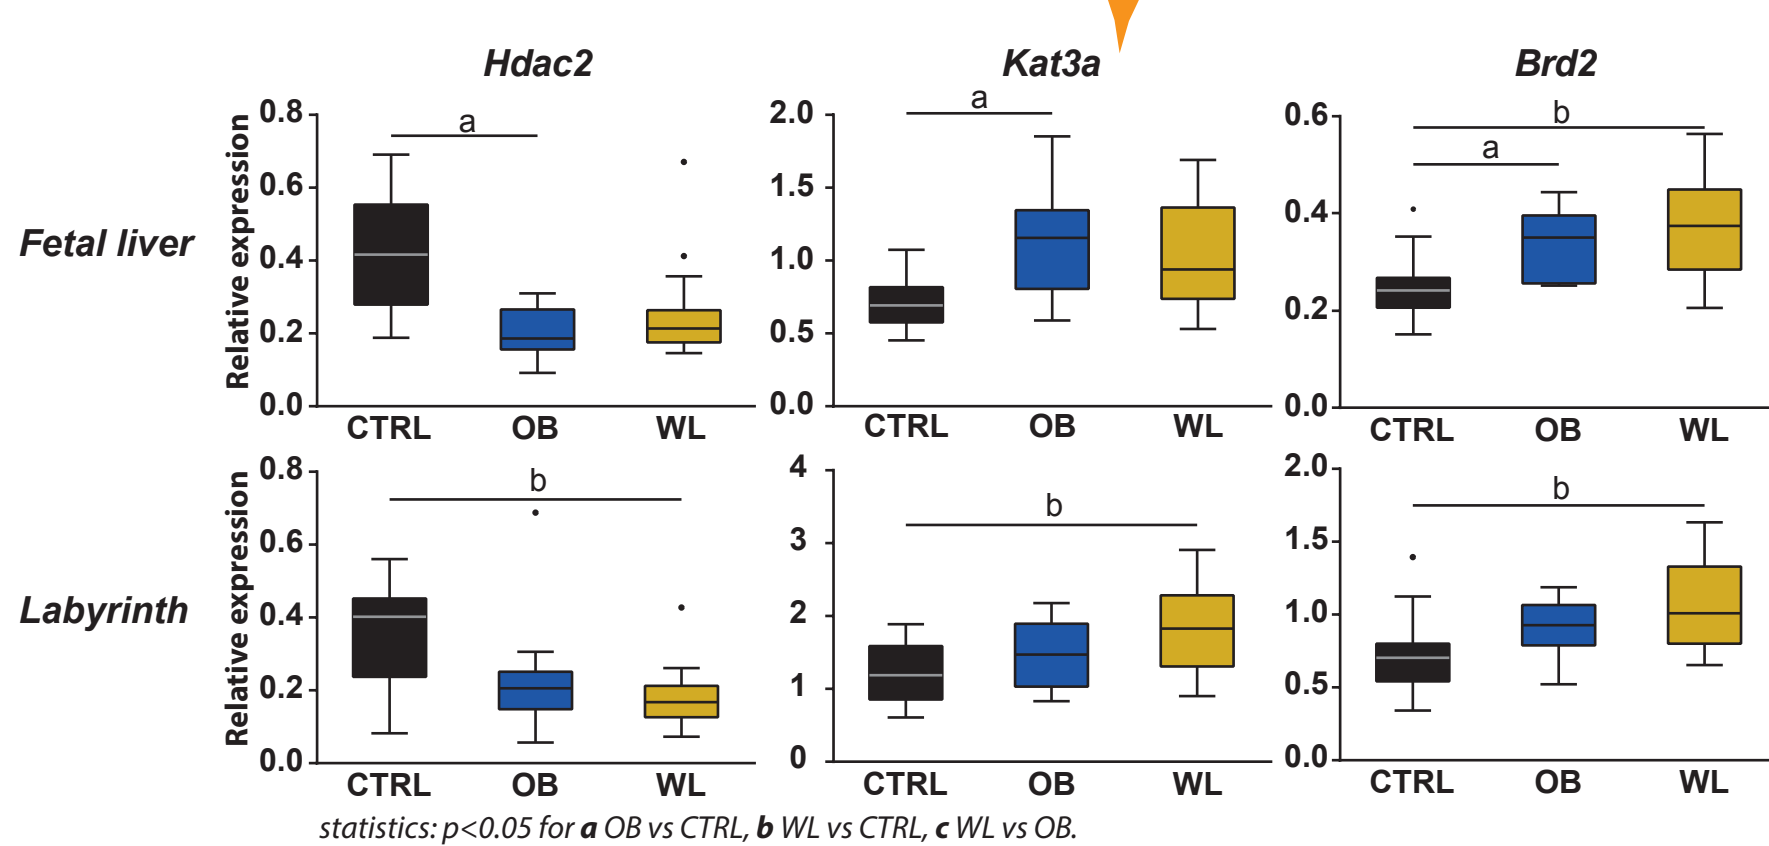 Hdac2 Kat3a Brd2
Fetal liver
Relative expression
0.8
0.6
0.4
0.2
0.0
a
CTRL OB WL
2.0
1.5
1.0
0.5
0.0
a
CTRL OB WL
0.6
0.4
0.2
0.0
b
a
CTRL OB WL
Labyrinth
Relative expression
0.8
0.6
0.4
0.2
0.0
b
CTRL OB WL
4
3
2
1
0
b
CTRL OB WL
2.0
1.5
1.0
0.5
0.0
b
CTRL OB WL
statistics: p<0.05 for a OB vs CTRL, b WL vs CTRL, c WL vs OB.